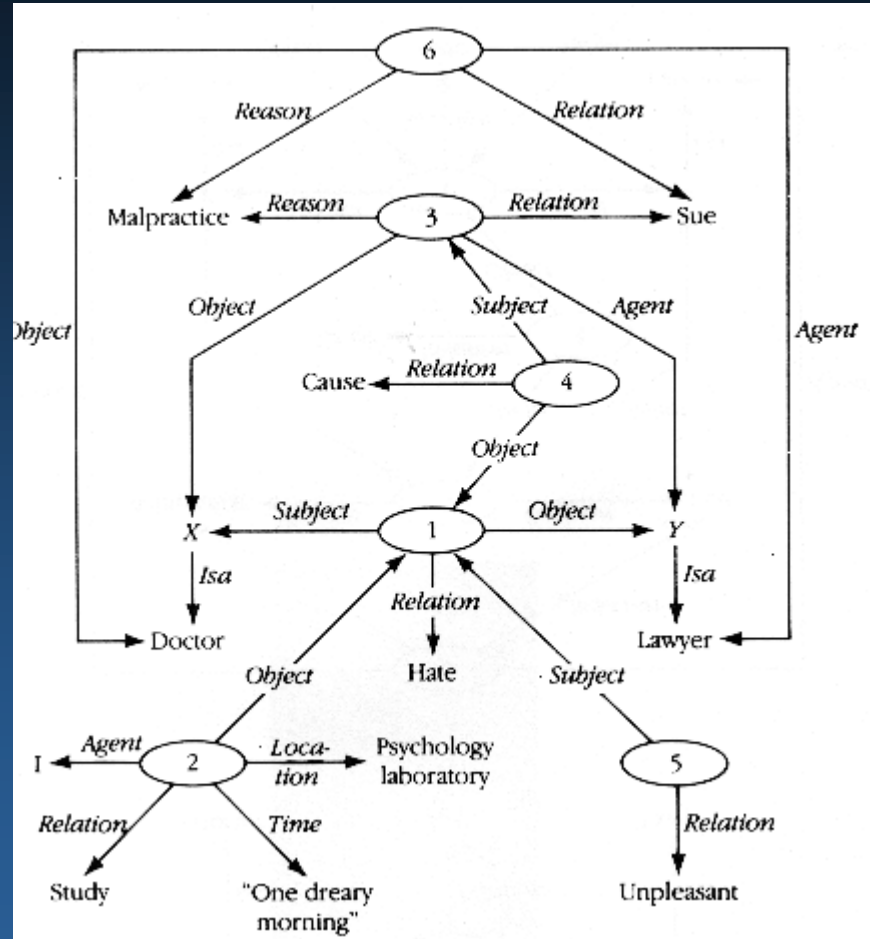 6
Reason
Relation
Malpractice
Reason
3
Relation
Sue
Object
Subject
Agent
Object
Agent
Cause
Relation
4
Object
X
Subject
1
Object
Y
Isa
Relation
Isa
Doctor
Lawyer
Object
Hate
Subject
I
Agent
2
Loca-
tion
Psychology
laboratory
5
Relation
Time
Relation
Study
"One dreary
morning"
Unpleasant